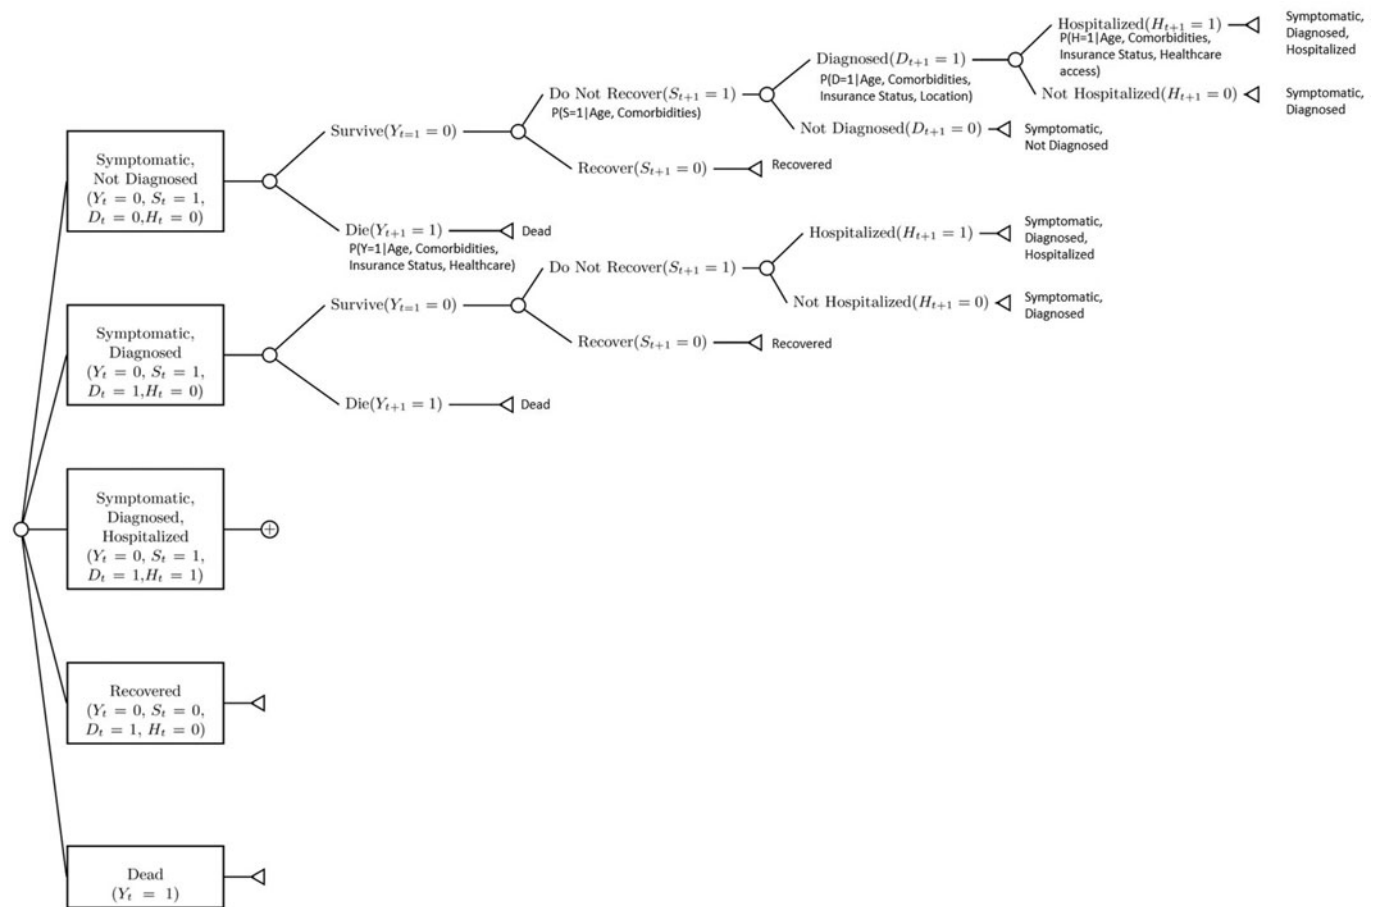 Hospitalized(H_{t+1} = 1)
P(H=1|Age, Comorbidities,
Insurance Status, Healthcare
access)
Symptomatic,
Diagnosed,
Hospitalized
Diagnosed(D_{t+1} = 1)
P(D=1|Age, Comorbidities,
Insurance Status, Location)
Not Hospitalized(H_{t+1} = 0)
Symptomatic,
Diagnosed
Do Not Recover(S_{t+1} = 1)
P(S=1|Age, Comorbidities)
Not Diagnosed(D_{t+1} = 0)
Symptomatic,
Not Diagnosed
Survive(Y_{t=1} = 0)
Recover(S_{t+1} = 0)
Recovered
Symptomatic,
Not Diagnosed
(Y_t = 0, S_t = 1,
D_t = 0,H_t = 0)
Die(Y_{t+1} = 1)
Dead
P(Y=1|Age, Comorbidities,
Insurance Status, Healthcare)
Hospitalized(H_{t+1} = 1)
Symptomatic,
Diagnosed,
Hospitalized
Do Not Recover(S_{t+1} = 1)
Survive(Y_{t=1} = 0)
Not Hospitalized(H_{t+1} = 0)
Symptomatic,
Diagnosed
Recover(S_{t+1} = 0)
Recovered
Symptomatic,
Diagnosed
(Y_t = 0, S_t = 1,
D_t = 1,H_t = 0)
Die(Y_{t+1} = 1)
Dead
Symptomatic,
Diagnosed,
Hospitalized
(Y_t = 0, S_t = 1,
D_t = 1,H_t = 1)
Recovered
(Y_t = 0, S_t = 0,
D_t = 1, H_t = 0)
Dead
(Y_t = 1)